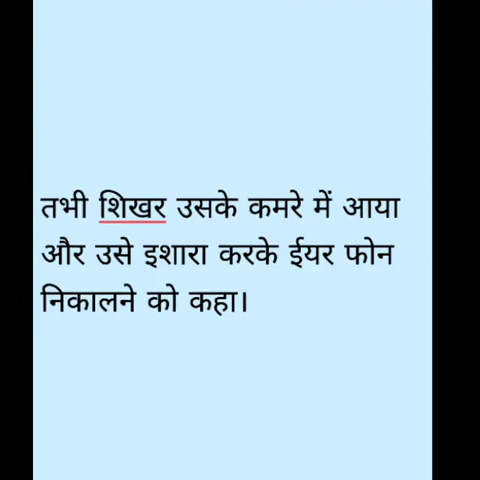 तभी शिखर उसके कमरे में आया
और उसे इशारा करके ईयर फोन
निकालने को कहा।